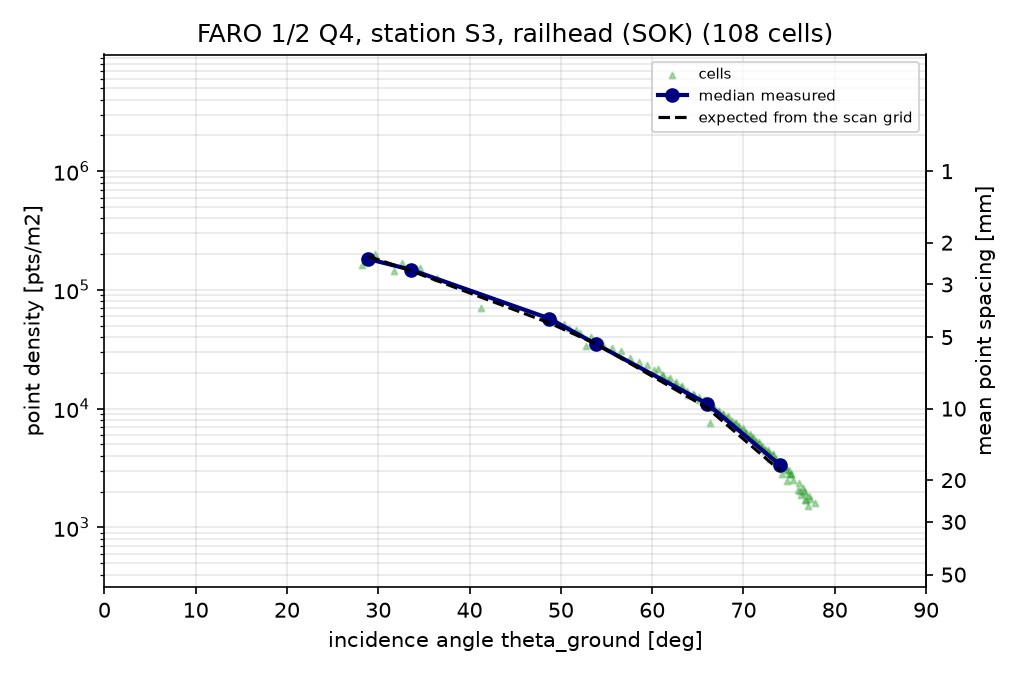 FARO 1/2 Q4, station S3, railhead (SOK) (108 cells)
cells
median measured
expected from the scan grid
point density [pts/m2]
10^6
10^5
10^4
10^3
1
2
3
5
10
20
30
50
mean point spacing [mm]
0 10 20 30 40 50 60 70 80 90
incidence angle theta_ground [deg]